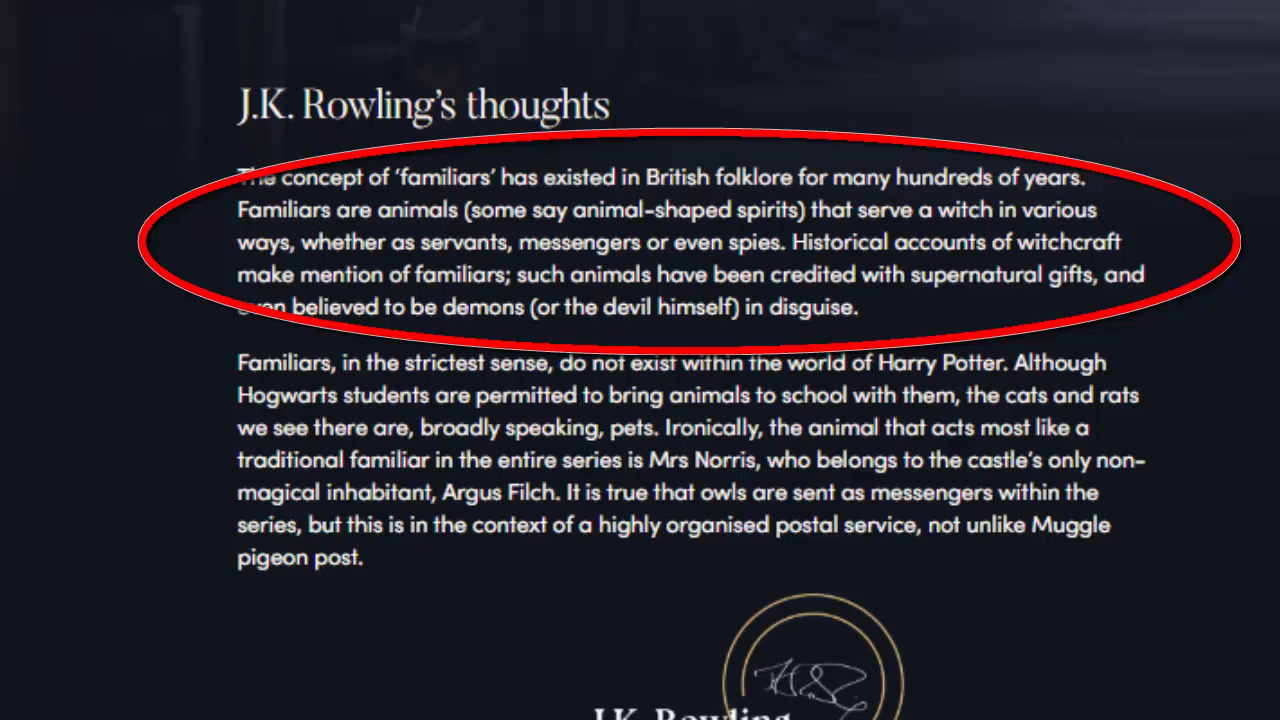 J.K. Rowling’s thoughts
The concept of ‘familiars’ has existed in British folklore for many hundreds of years.
Familiars are animals (some say animal-shaped spirits) that serve a witch in various
ways, whether as servants, messengers or even spies. Historical accounts of witchcraft
make mention of familiars; such animals have been credited with supernatural gifts, and
even believed to be demons (or the devil himself) in disguise.
Familiars, in the strictest sense, do not exist within the world of Harry Potter. Although
Hogwarts students are permitted to bring animals to school with them, the cats and rats
we see there are, broadly speaking, pets. Ironically, the animal that acts most like a
traditional familiar in the entire series is Mrs Norris, who belongs to the castle’s only non-
magical inhabitant, Argus Filch. It is true that owls are sent as messengers within the
series, but this is in the context of a highly organised postal service, not unlike Muggle
pigeon post.
J.K. Rowling